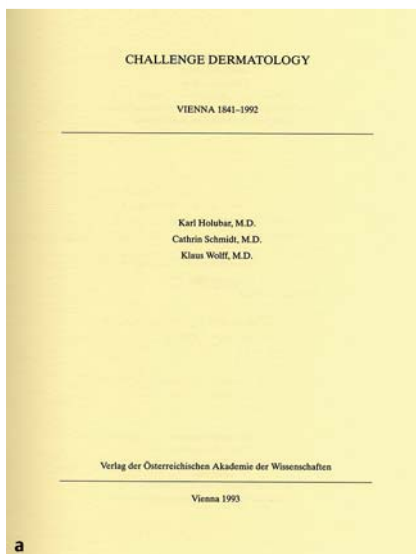 CHALLENGE DERMATOLOGY
VIENNA 1841–1992
Karl Holubar, M.D.
Cathrin Schmidt, M.D.
Klaus Wolff, M.D.
Verlag der Österreichischen Akademie der Wissenschaften
Vienna 1993
a